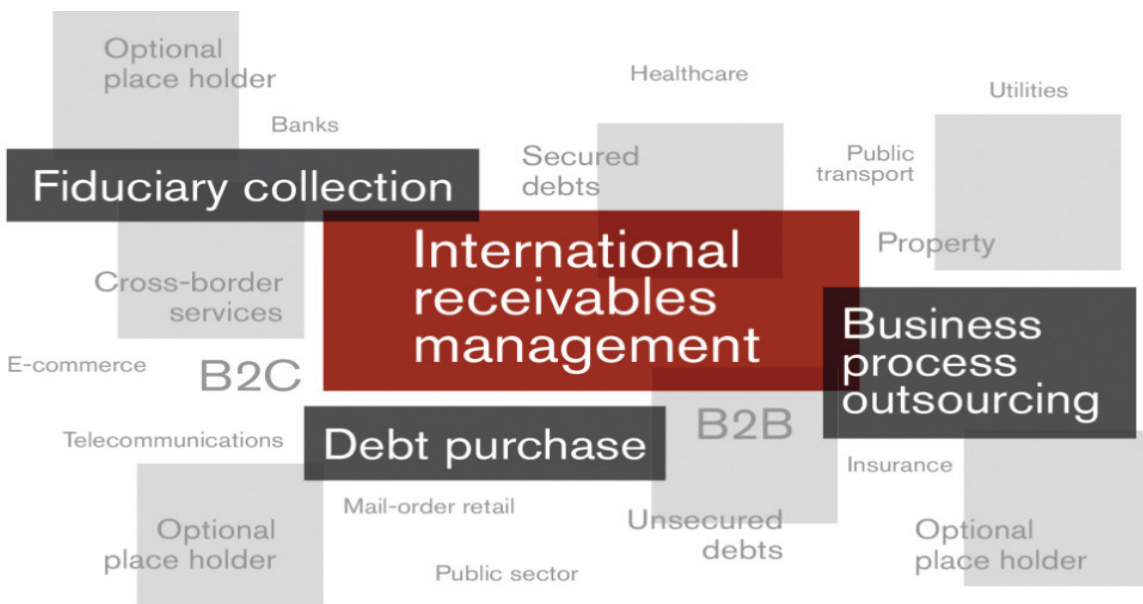 Optional
place holder
Healthcare
Utilities
Banks
Secured
debts
Public
transport
Fiduciary collection
International
receivables
management
Property
Cross-border
services
Business
process
outsourcing
E-commerce
B2C
B2B
Telecommunications
Debt purchase
Insurance
Mail-order retail
Unsecured
debts
Optional
place holder
Optional
place holder
Public sector